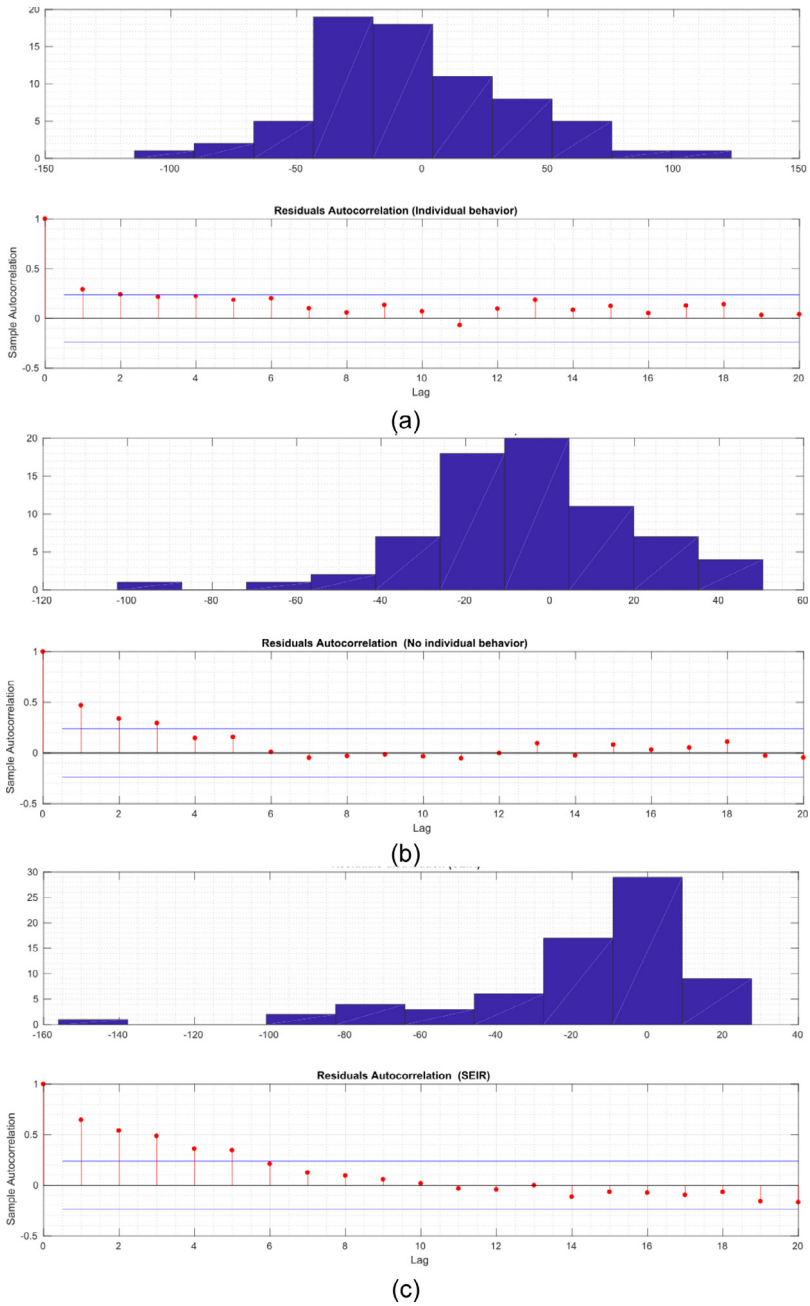 20
15
10
5
0
-150 -100 -50 0 50 100 150
Residuals Autocorrelation (Individual behavior)
1
0.5
0
-0.5
Sample Autocorrelation
0 2 4 6 8 10 12 14 16 18 20
Lag
(a)
20
15
10
5
0
-120 -100 -80 -60 -40 -20 0 20 40 60
Residuals Autocorrelation (No individual behavior)
1
0.5
0
-0.5
Sample Autocorrelation
0 2 4 6 8 10 12 14 16 18 20
Lag
(b)
30
25
20
15
10
5
0
-160 -140 -120 -100 -80 -60 -40 -20 0 20 40
Residuals Autocorrelation (SEIR)
1
0.5
0
-0.5
Sample Autocorrelation
0 2 4 6 8 10 12 14 16 18 20
Lag
(c)